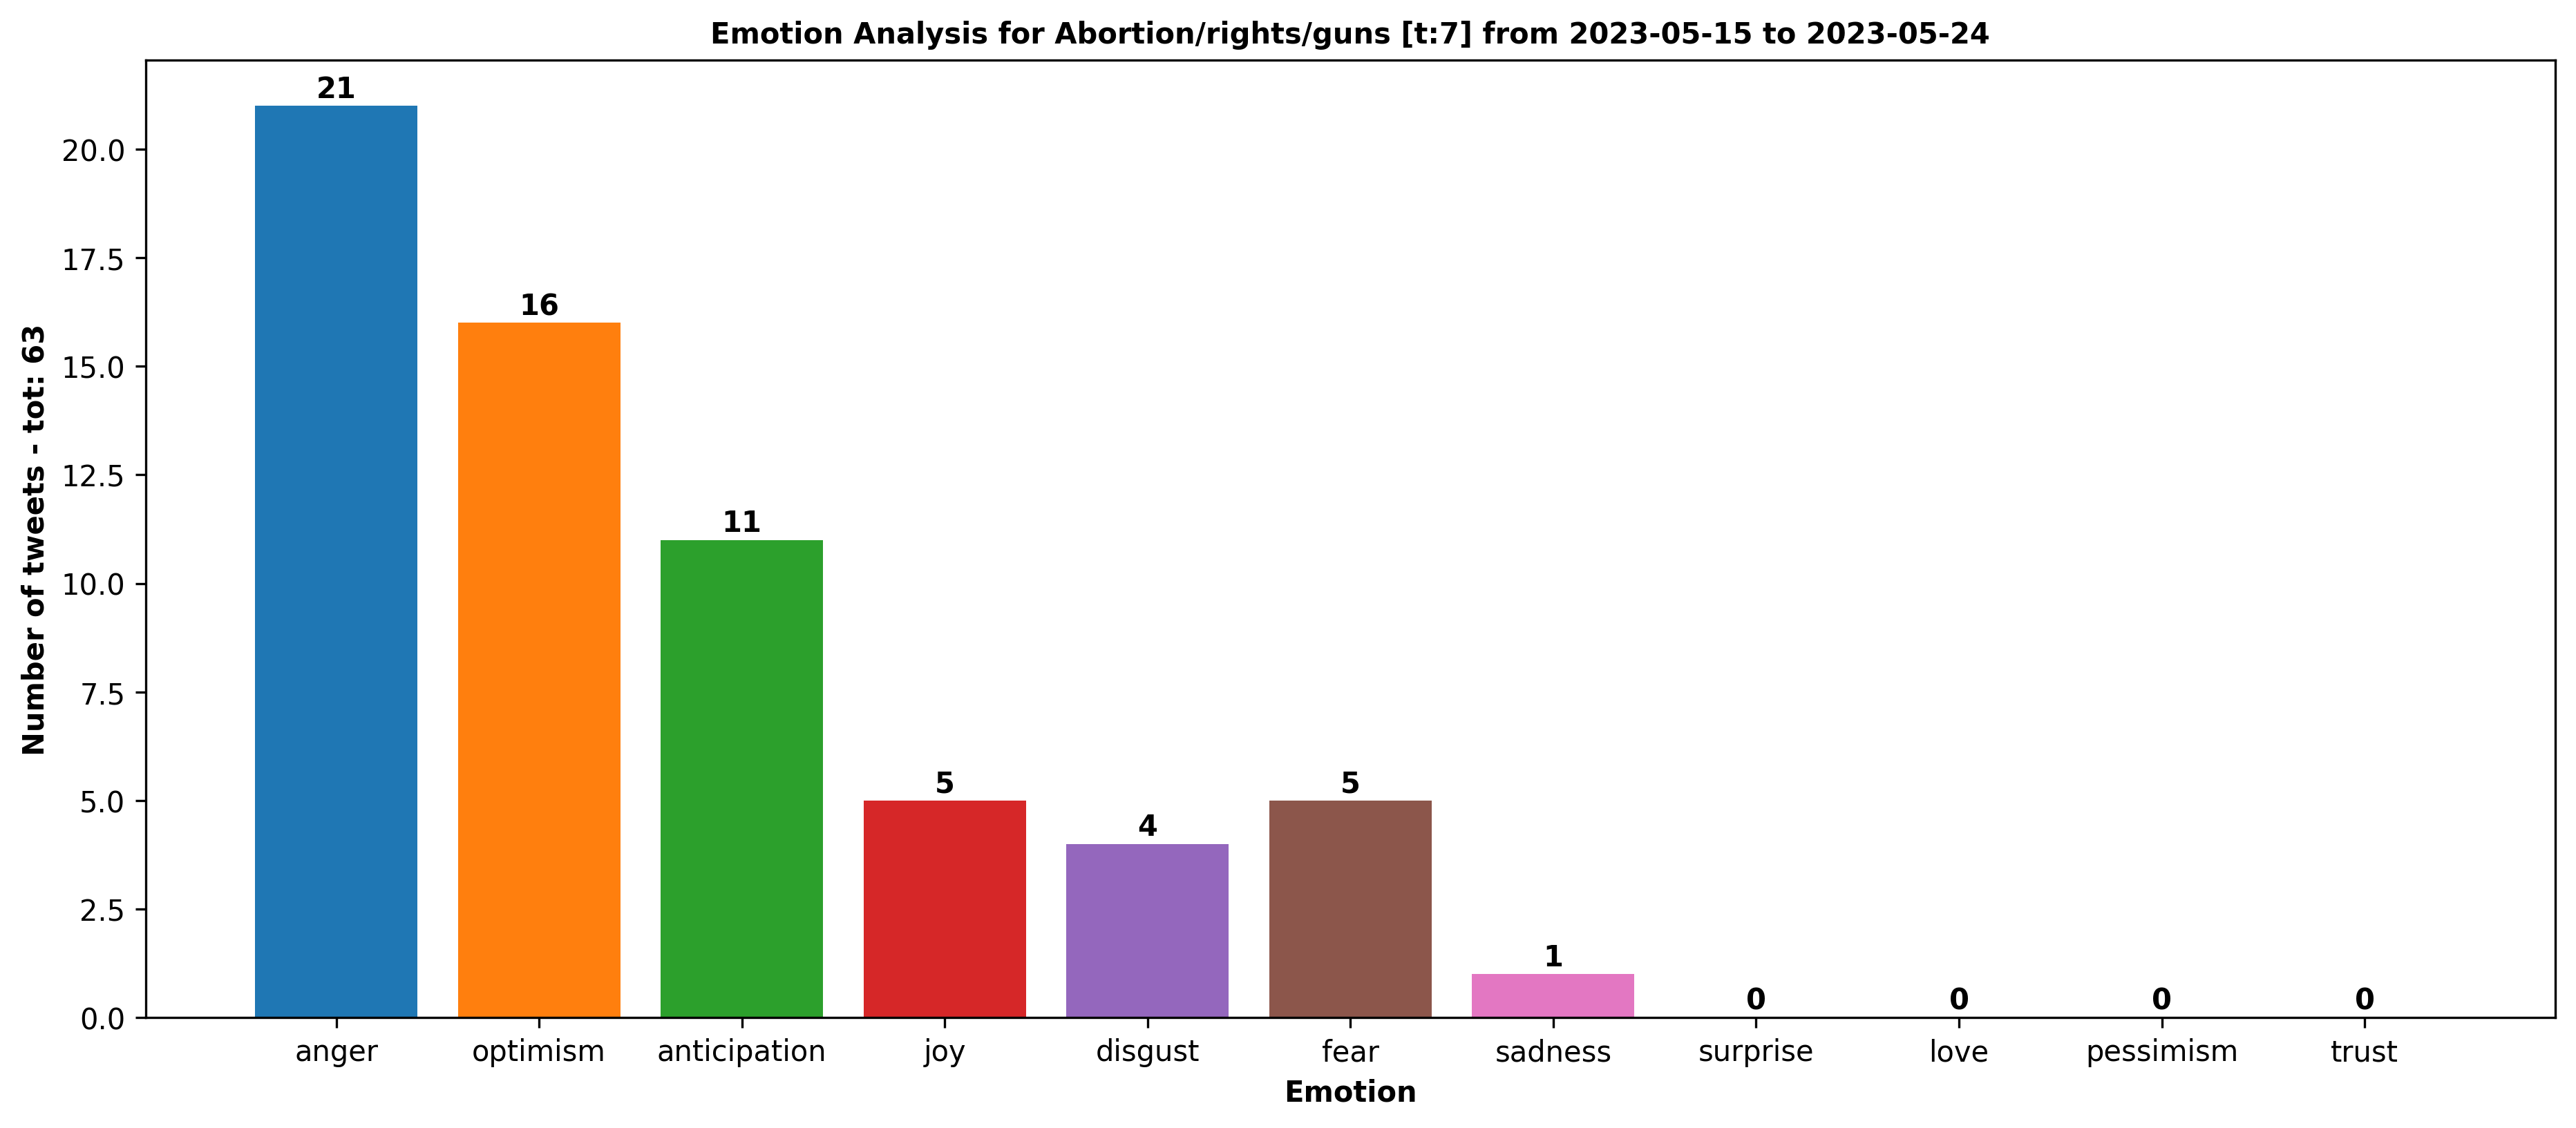 Emotion Analysis for Abortion/rights/guns [t:7] from 2023-05-15 to 2023-05-24
Number of tweets - tot: 63
20.0
17.5
15.0
12.5
10.0
7.5
5.0
2.5
0.0
21
16
11
5
4
5
1
0
0
0
0
anger
optimism
anticipation
joy
disgust
fear
sadness
surprise
love
pessimism
trust
Emotion